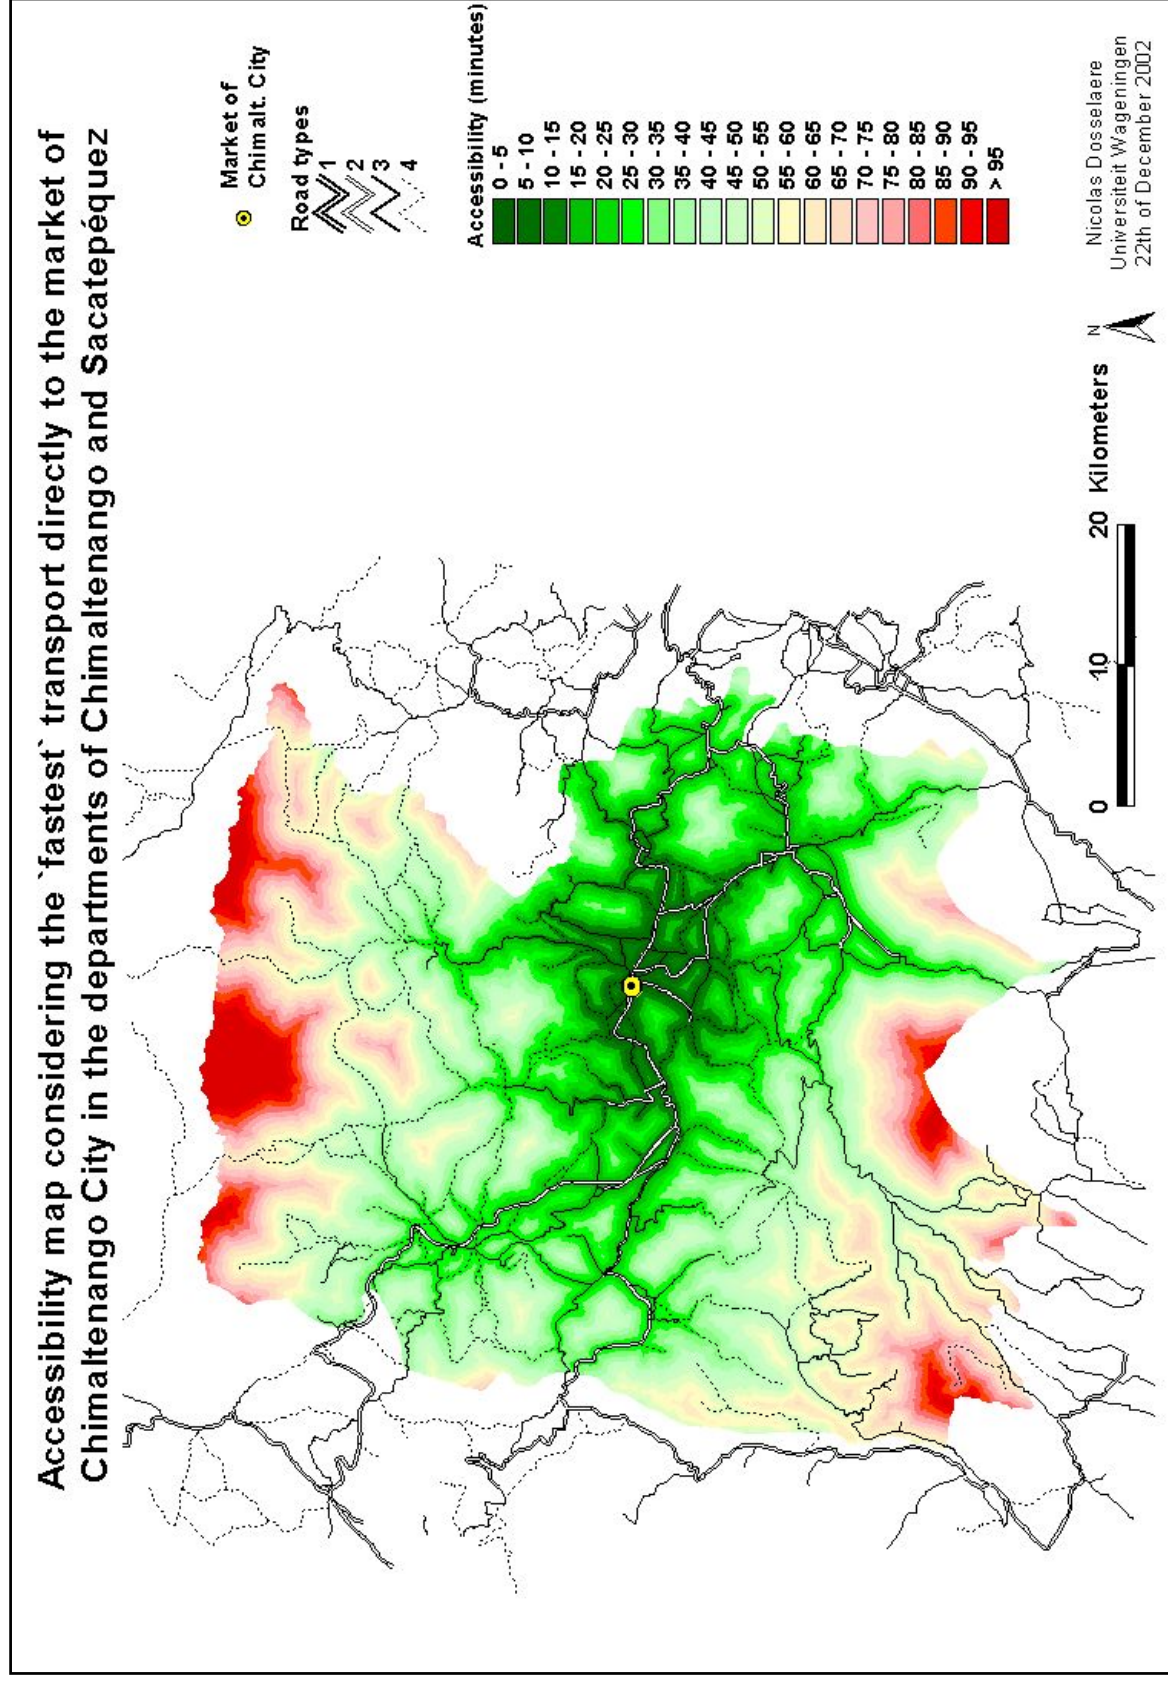 Accessibility map considering the `fastest` transport directly to the market of
Chimaltenango City in the departments of Chimaltenango and Sacatepéquez
Market of
Chimalt. City
Road types
1
2
3
4
Accessibility (minutes)
0 - 5
5 - 10
10 - 15
15 - 20
20 - 25
25 - 30
30 - 35
35 - 40
40 - 45
45 - 50
50 - 55
55 - 60
60 - 65
65 - 70
70 - 75
75 - 80
80 - 85
85 - 90
90 - 95
> 95
0 10 20 Kilometers
N
Nicolas Dosselaere
Universiteit Wageningen
22th of December 2002